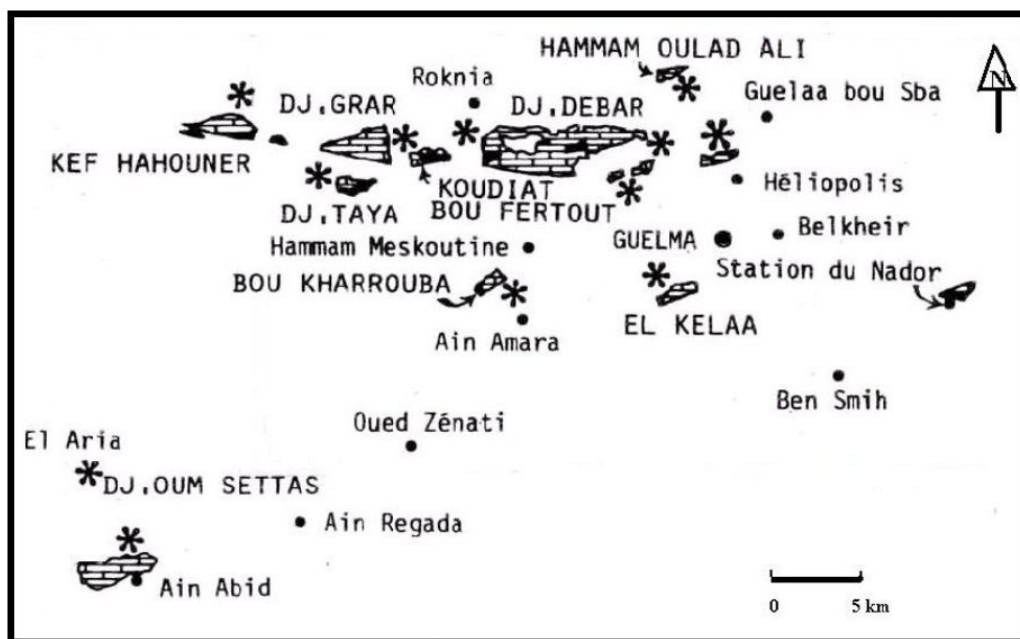 HAMMAM OULAD ALI
N
Roknia
DJ.GRAR
DJ.DEBAR
Guelaa bou Sba
KEF HAHOUNER
KOUDIAT
Héliopolis
DJ.TAYA
BOU FERTOUT
Hammam Meskoutine
GUELMA
Belkheir
BOU KHARROUBA
Station du Nador
EL KELAA
Ain Amara
Ben Smih
Oued Zénati
El Aria
DJ.OUM SETTAS
Ain Regada
Ain Abid
0 5 km